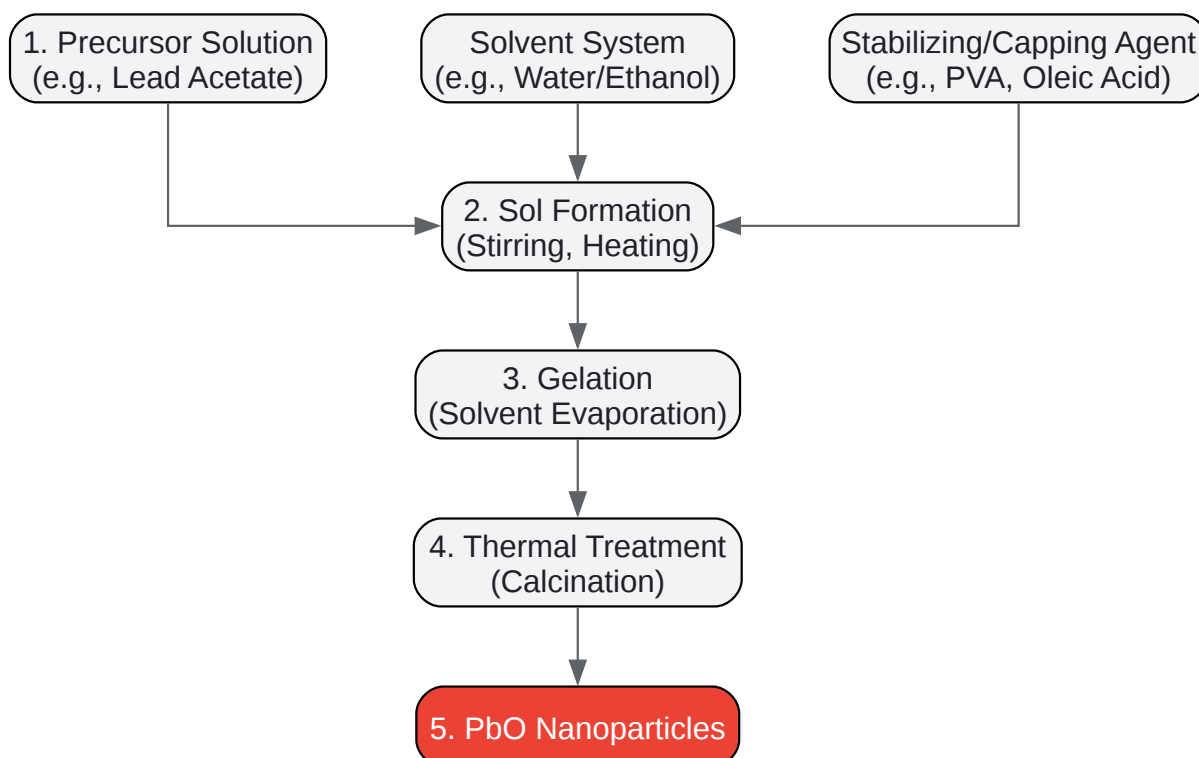 1. Precursor Solution
(e.g., Lead Acetate)
Solvent System
(e.g., Water/Ethanol)
Stabilizing/Capping Agent
(e.g., PVA, Oleic Acid)
2. Sol Formation
(Stirring, Heating)
3. Gelation
(Solvent Evaporation)
4. Thermal Treatment
(Calcination)
5. PbO Nanoparticles